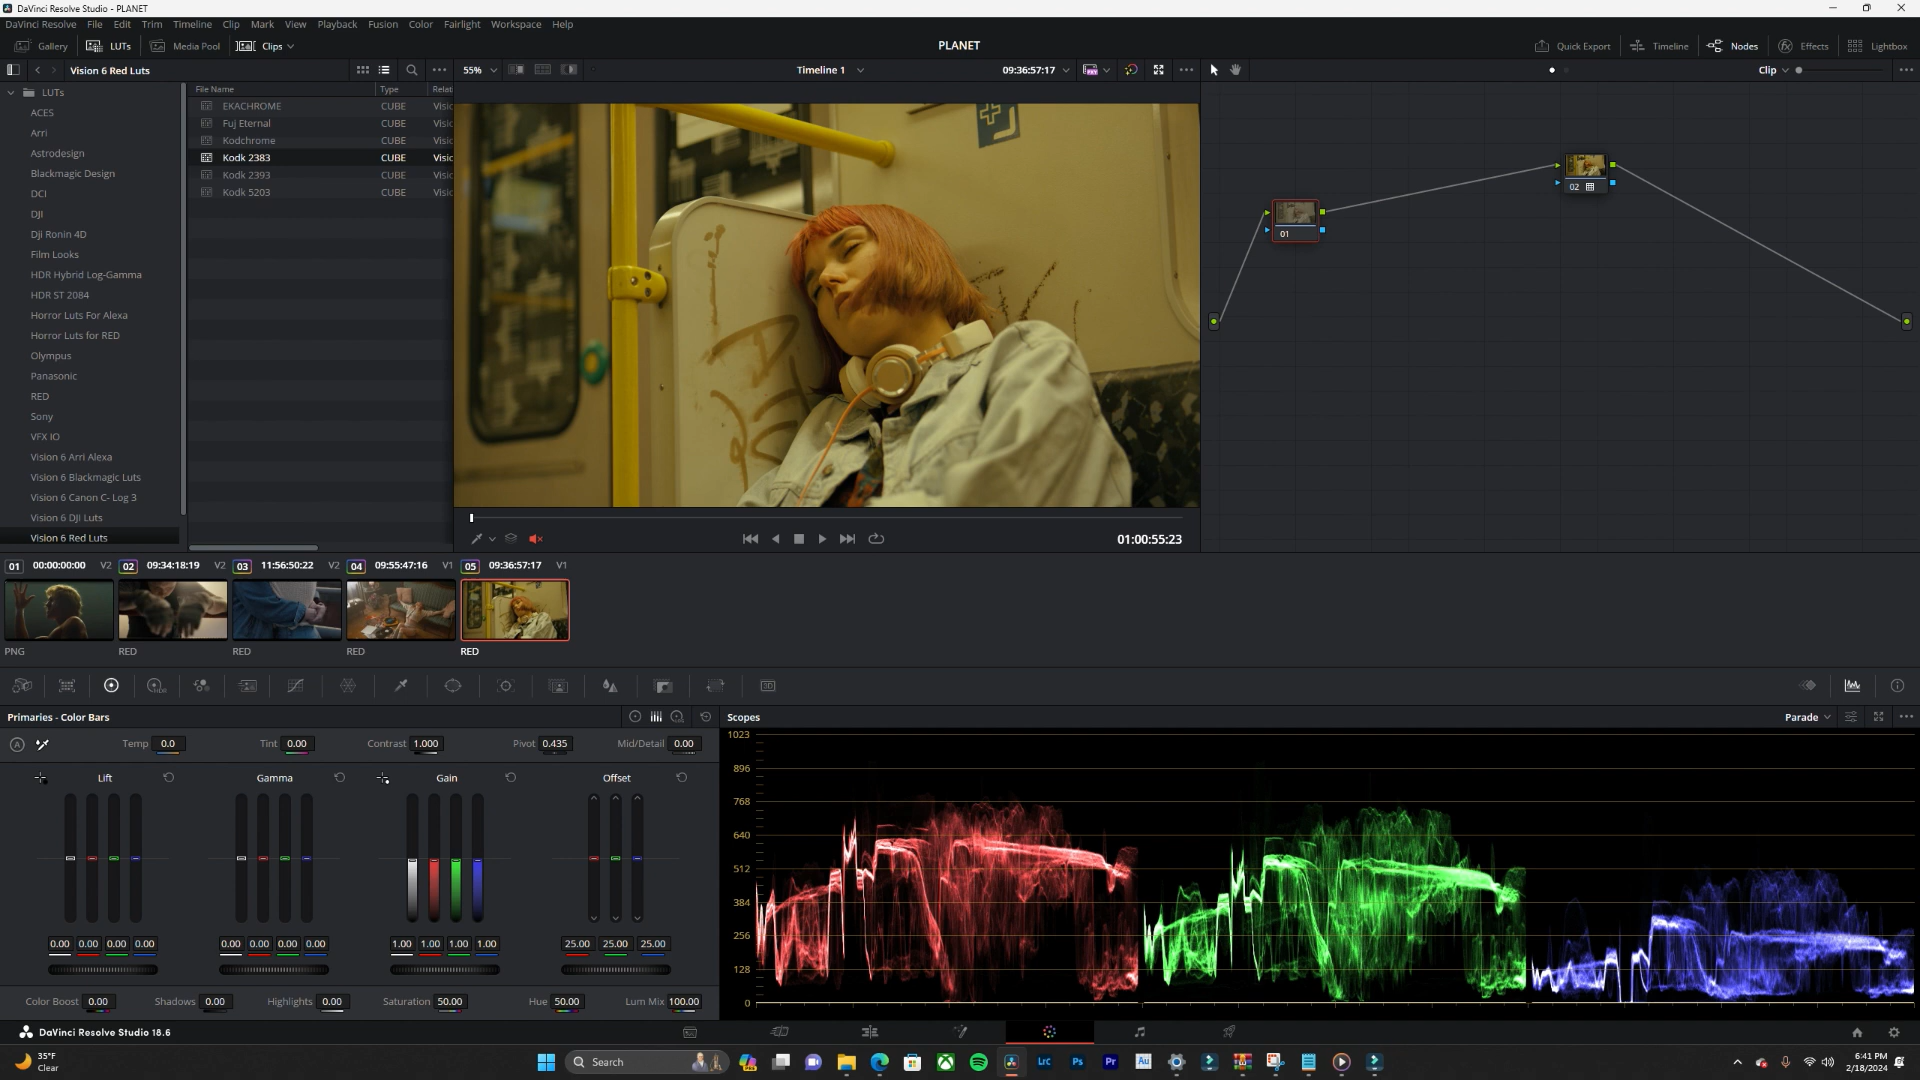 DaVinci Resolve Studio - PLANET
DaVinci Resolve File Edit Trim Timeline Clip Mark View Playback Fusion Color Fairlight Workspace Help
Gallery LUTs Media Pool Clips PLANET Quick Export Timeline Nodes Effects Lightbox
Vision 6 Red Luts 55% Timeline 1 09:36:57:17 Clip
LUTs
ACES
Arri
Astrodesign
Blackmagic Design
DCI
DJI
Dji Ronin 4D
Film Looks
HDR Hybrid Log-Gamma
HDR ST 2084
Horror Luts For Alexa
Horror Luts for RED
Olympus
Panasonic
RED
Sony
VFX IO
Vision 6 Arri Alexa
Vision 6 Blackmagic Luts
Vision 6 Canon C- Log 3
Vision 6 DJI Luts
Vision 6 Red Luts
File Name Type Relati
EKACHROME CUBE Visic
Fuj Eternal CUBE Visic
Kodchrome CUBE Visic
Kodk 2383 CUBE Visic
Kodk 2393 CUBE Visic
Kodk 5203 CUBE Visic
01
02
01:00:55:23
01 00:00:00:00 V2 02 09:34:18:19 V2 03 11:56:50:22 V2 04 09:55:47:16 V1 05 09:36:57:17 V1
PNG RED RED RED RED
Primaries - Color Bars
Temp 0.0 Tint 0.00 Contrast 1.000 Pivot 0.435 Mid/Detail 0.00
Lift Gamma Gain Offset
0.00 0.00 0.00 0.00 0.00 0.00 0.00 0.00 1.00 1.00 1.00 1.00 25.00 25.00 25.00
Color Boost 0.00 Shadows 0.00 Highlights 0.00 Saturation 50.00 Hue 50.00 Lum Mix 100.00
Scopes Parade
1023
896
768
640
512
384
256
128
0
DaVinci Resolve Studio 18.6
35°F
Clear
Search
Lrc Ps Pr Au
6:41 PM
2/18/2024